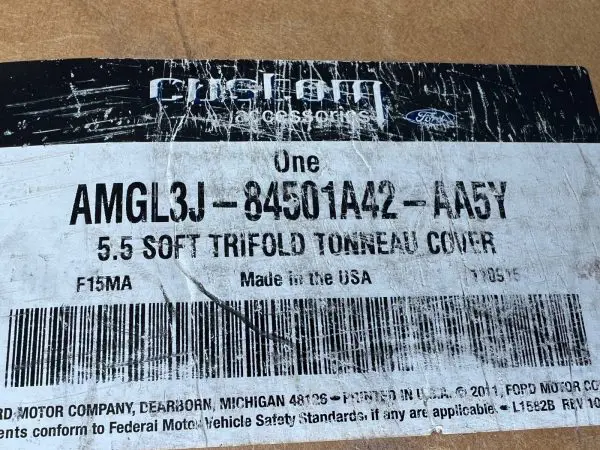 custom
accessories
Ford
One
AMGL3J-84501A42-AA5Y
5.5 SOFT TRIFOLD TONNEAU COVER
F15MA Made in the USA
RD MOTOR COMPANY, DEARBORN, MICHIGAN 48126 – PRINTED IN U.S.A. © 2011, FORD MOTOR CO
ents conform to Federal Motor Vehicle Safety Standards, if any are applicable. – L1582B REV 10